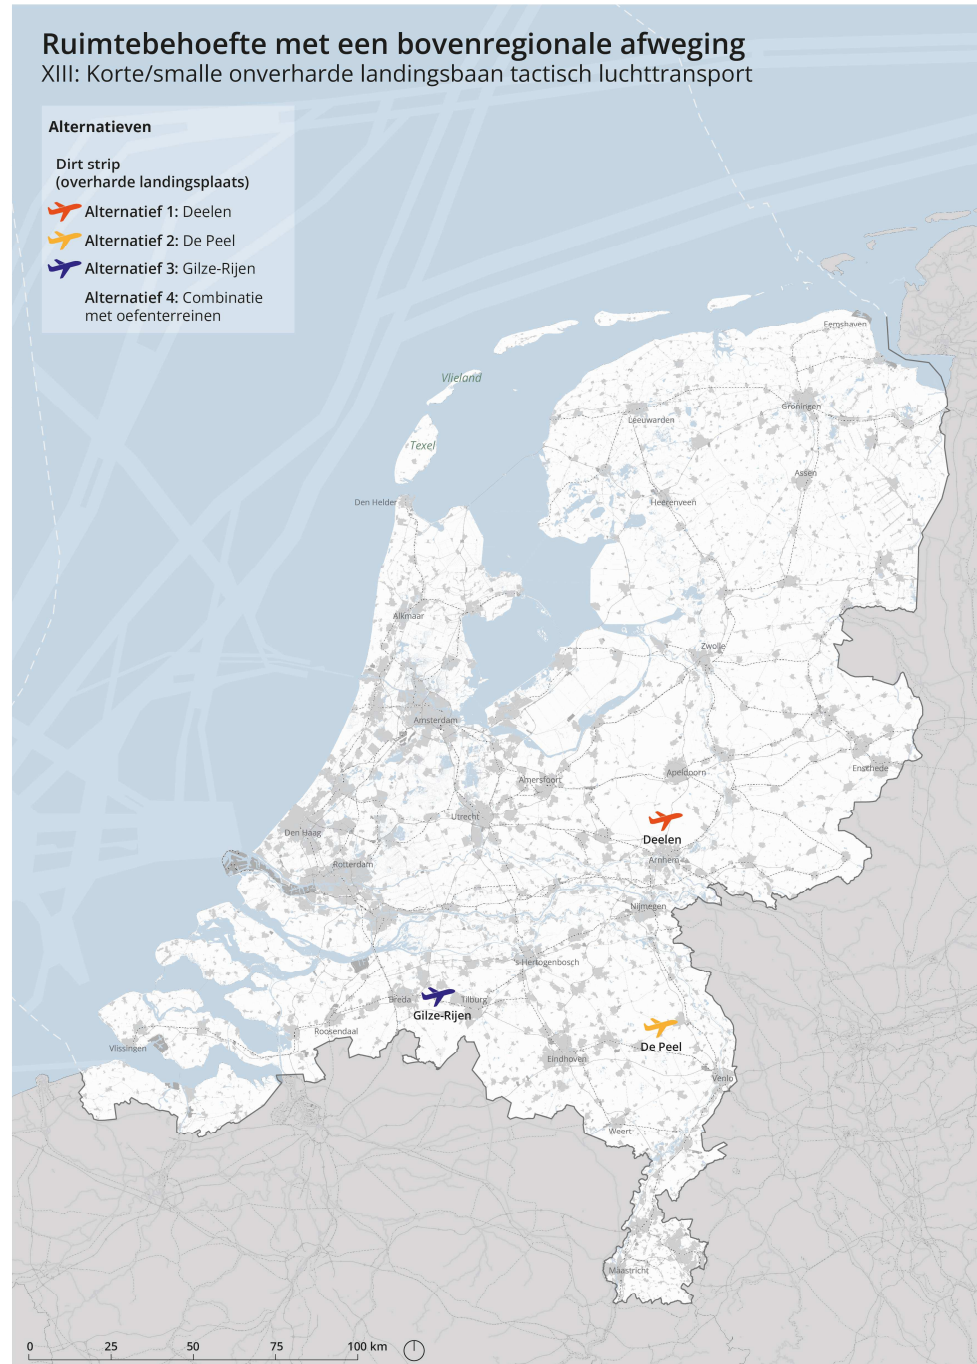 Ruimtebehoefte met een bovenregionale afweging
XIII: Korte/smalle onverharde landingsbaan tactisch luchttransport
Alternatieven
Dirt strip
(overharde landingsplaats)
Alternatief 1: Deelen
Alternatief 2: De Peel
Alternatief 3: Gilze-Rijen
Alternatief 4: Combinatie
met oefenterreinen
Eemshaven
Vlieland
Groningen
Leeuwarden
Texel
Assen
Den Helder
Heerenveen
Alkmaar
Zwolle
Amsterdam
Enschede
Apeldoorn
Amersfoort
Utrecht
Den Haag
Deelen
Arnhem
Rotterdam
Nijmegen
's Hertogenbosch
Breda
Tilburg
Gilze-Rijen
Roosendaal
De Peel
Vlissingen
Eindhoven
Venlo
Weert
Maastricht
0 25 50 75 100 km